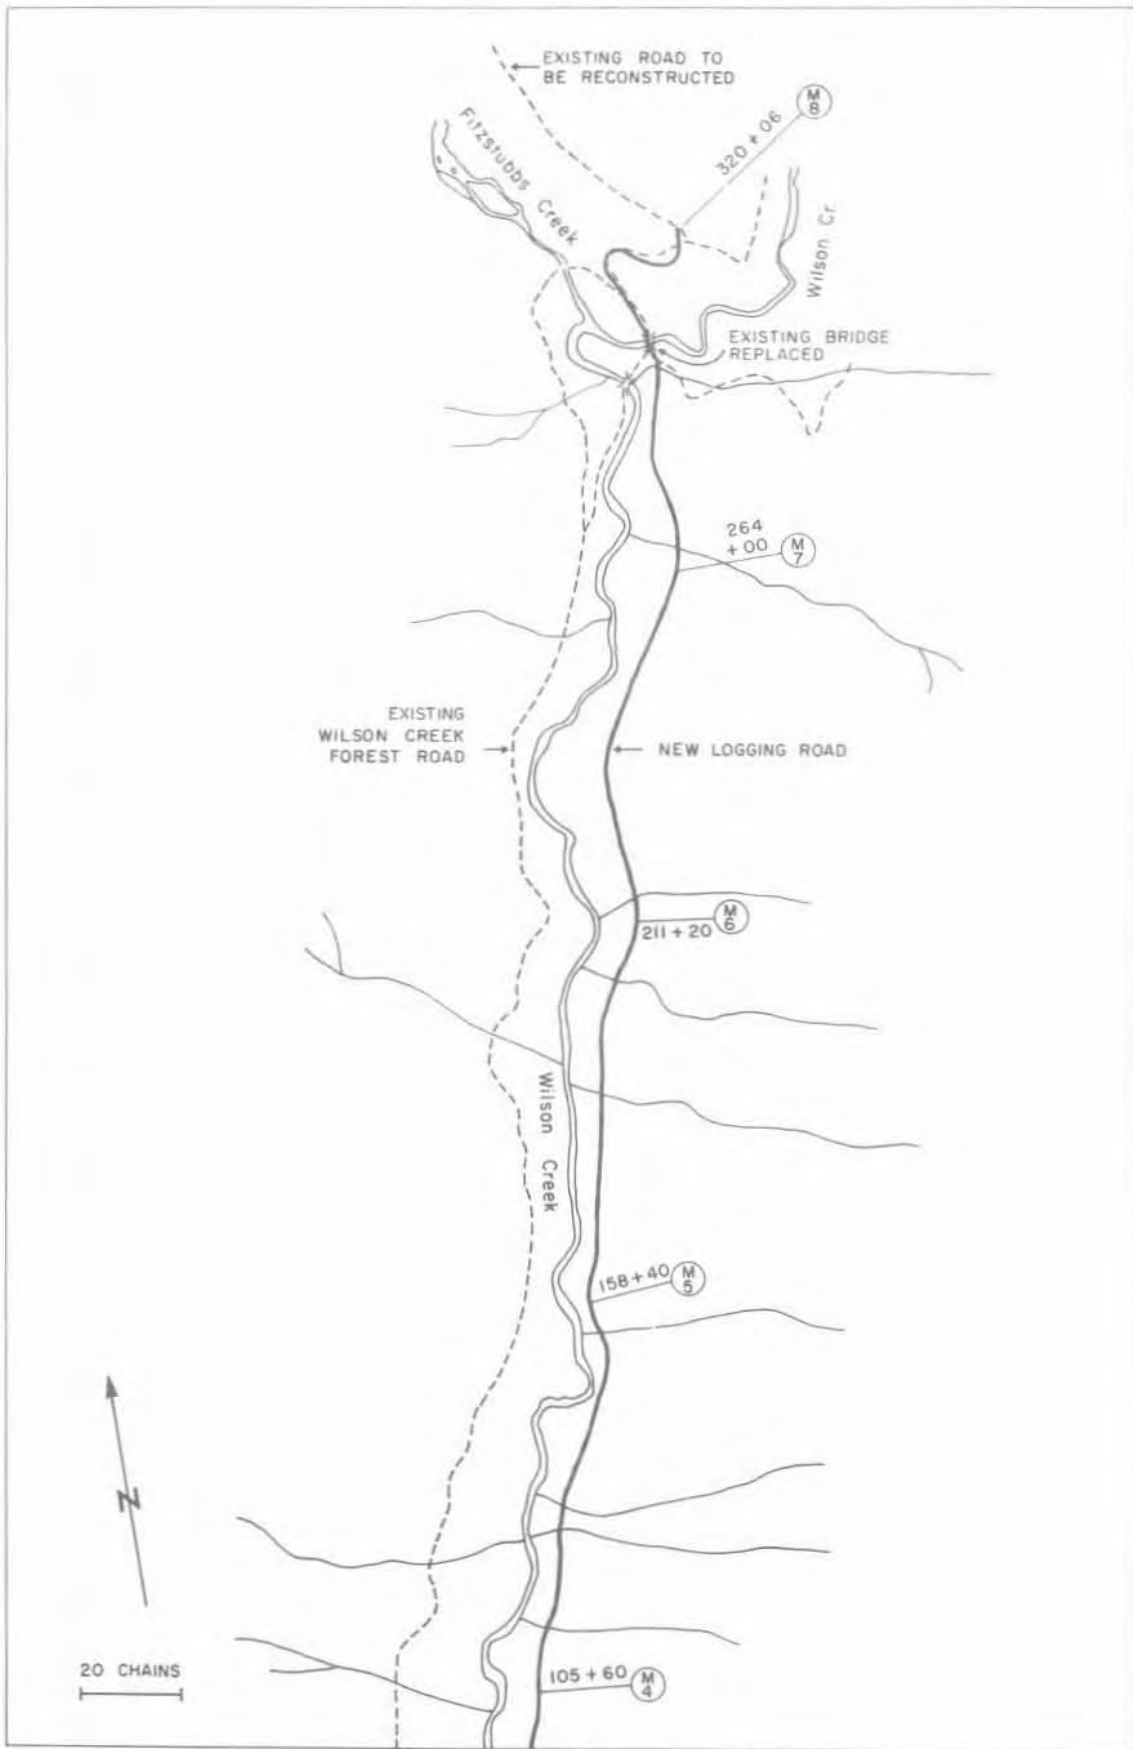 EXISTING ROAD TO
BE RECONSTRUCTED
M
8
320 + 06
Fitzstubbs Creek
Wilson Cr.
EXISTING BRIDGE
REPLACED
264
+ 00
M
7
EXISTING
WILSON CREEK
FOREST ROAD
NEW LOGGING ROAD
M
6
211 + 20
Wilson Creek
158 + 40
M
5
N
20 CHAINS
105 + 60
M
4